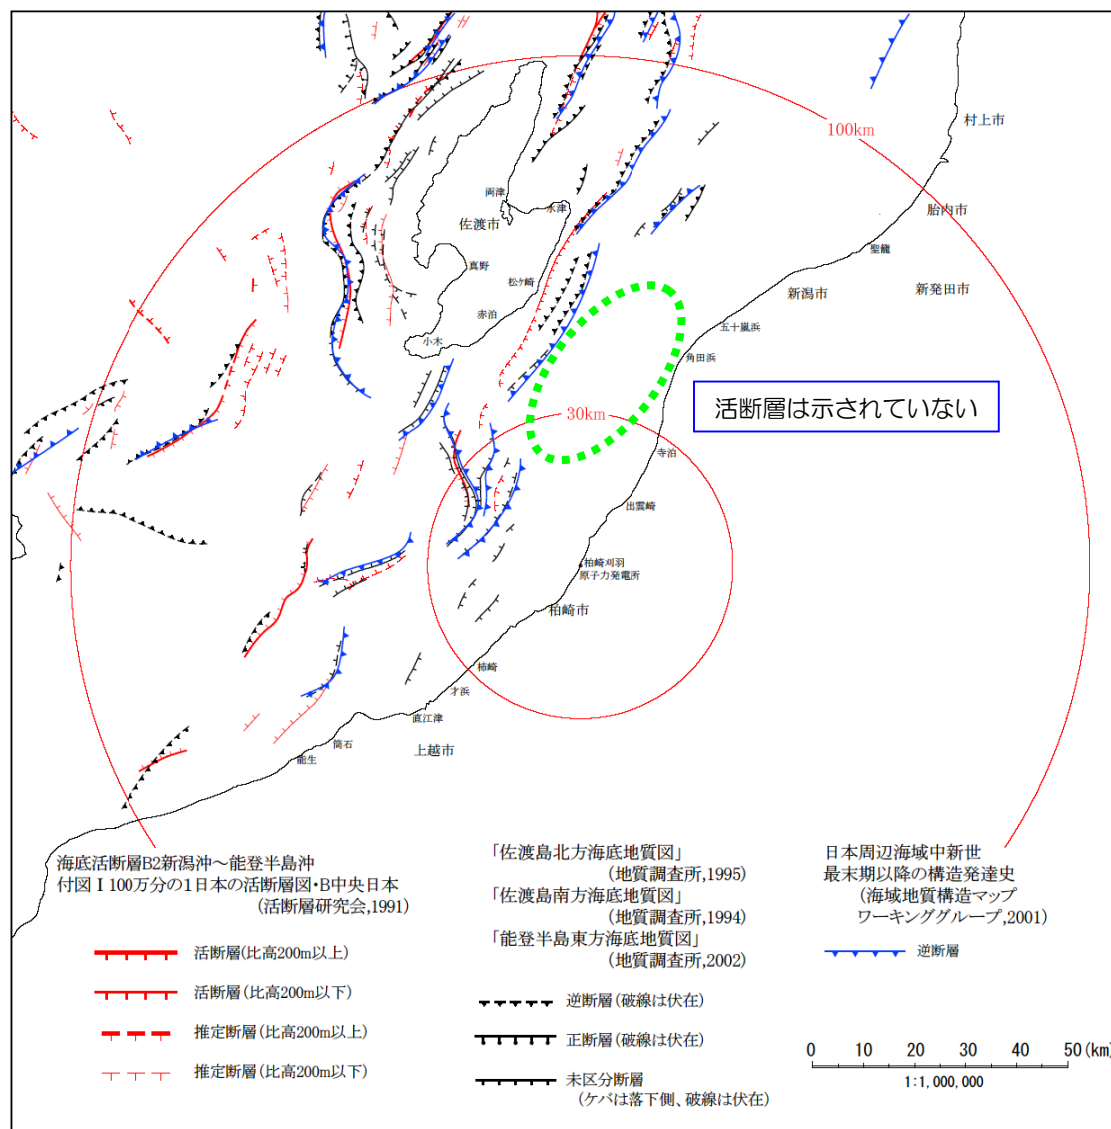 100km
村上市
胎内市
両津
水津
佐渡市
聖籠
真野
松ケ崎
新潟市
新発田市
赤泊
五十嵐浜
小木
角田浜
活断層は示されていない
30km
寺泊
出雲崎
柏崎刈羽
原子力発電所
柏崎市
柿崎
才浜
直江津
筒石
上越市
能生
海底活断層B2新潟沖～能登半島沖
付図Ⅰ100万分の1日本の活断層図・B中央日本
(活断層研究会,1991)
活断層(比高200m以上)
活断層(比高200m以下)
推定断層(比高200m以上)
推定断層(比高200m以下)
「佐渡島北方海底地質図」
(地質調査所,1995)
「佐渡島南方海底地質図」
(地質調査所,1994)
「能登半島東方海底地質図」
(地質調査所,2002)
逆断層(破線は伏在)
正断層(破線は伏在)
未区分断層
(ケバは落下側、破線は伏在)
日本周辺海域中新世
最末期以降の構造発達史
(海域地質構造マップ
ワーキンググループ,2001)
逆断層
0 10 20 30 40 50(km)
1:1,000,000